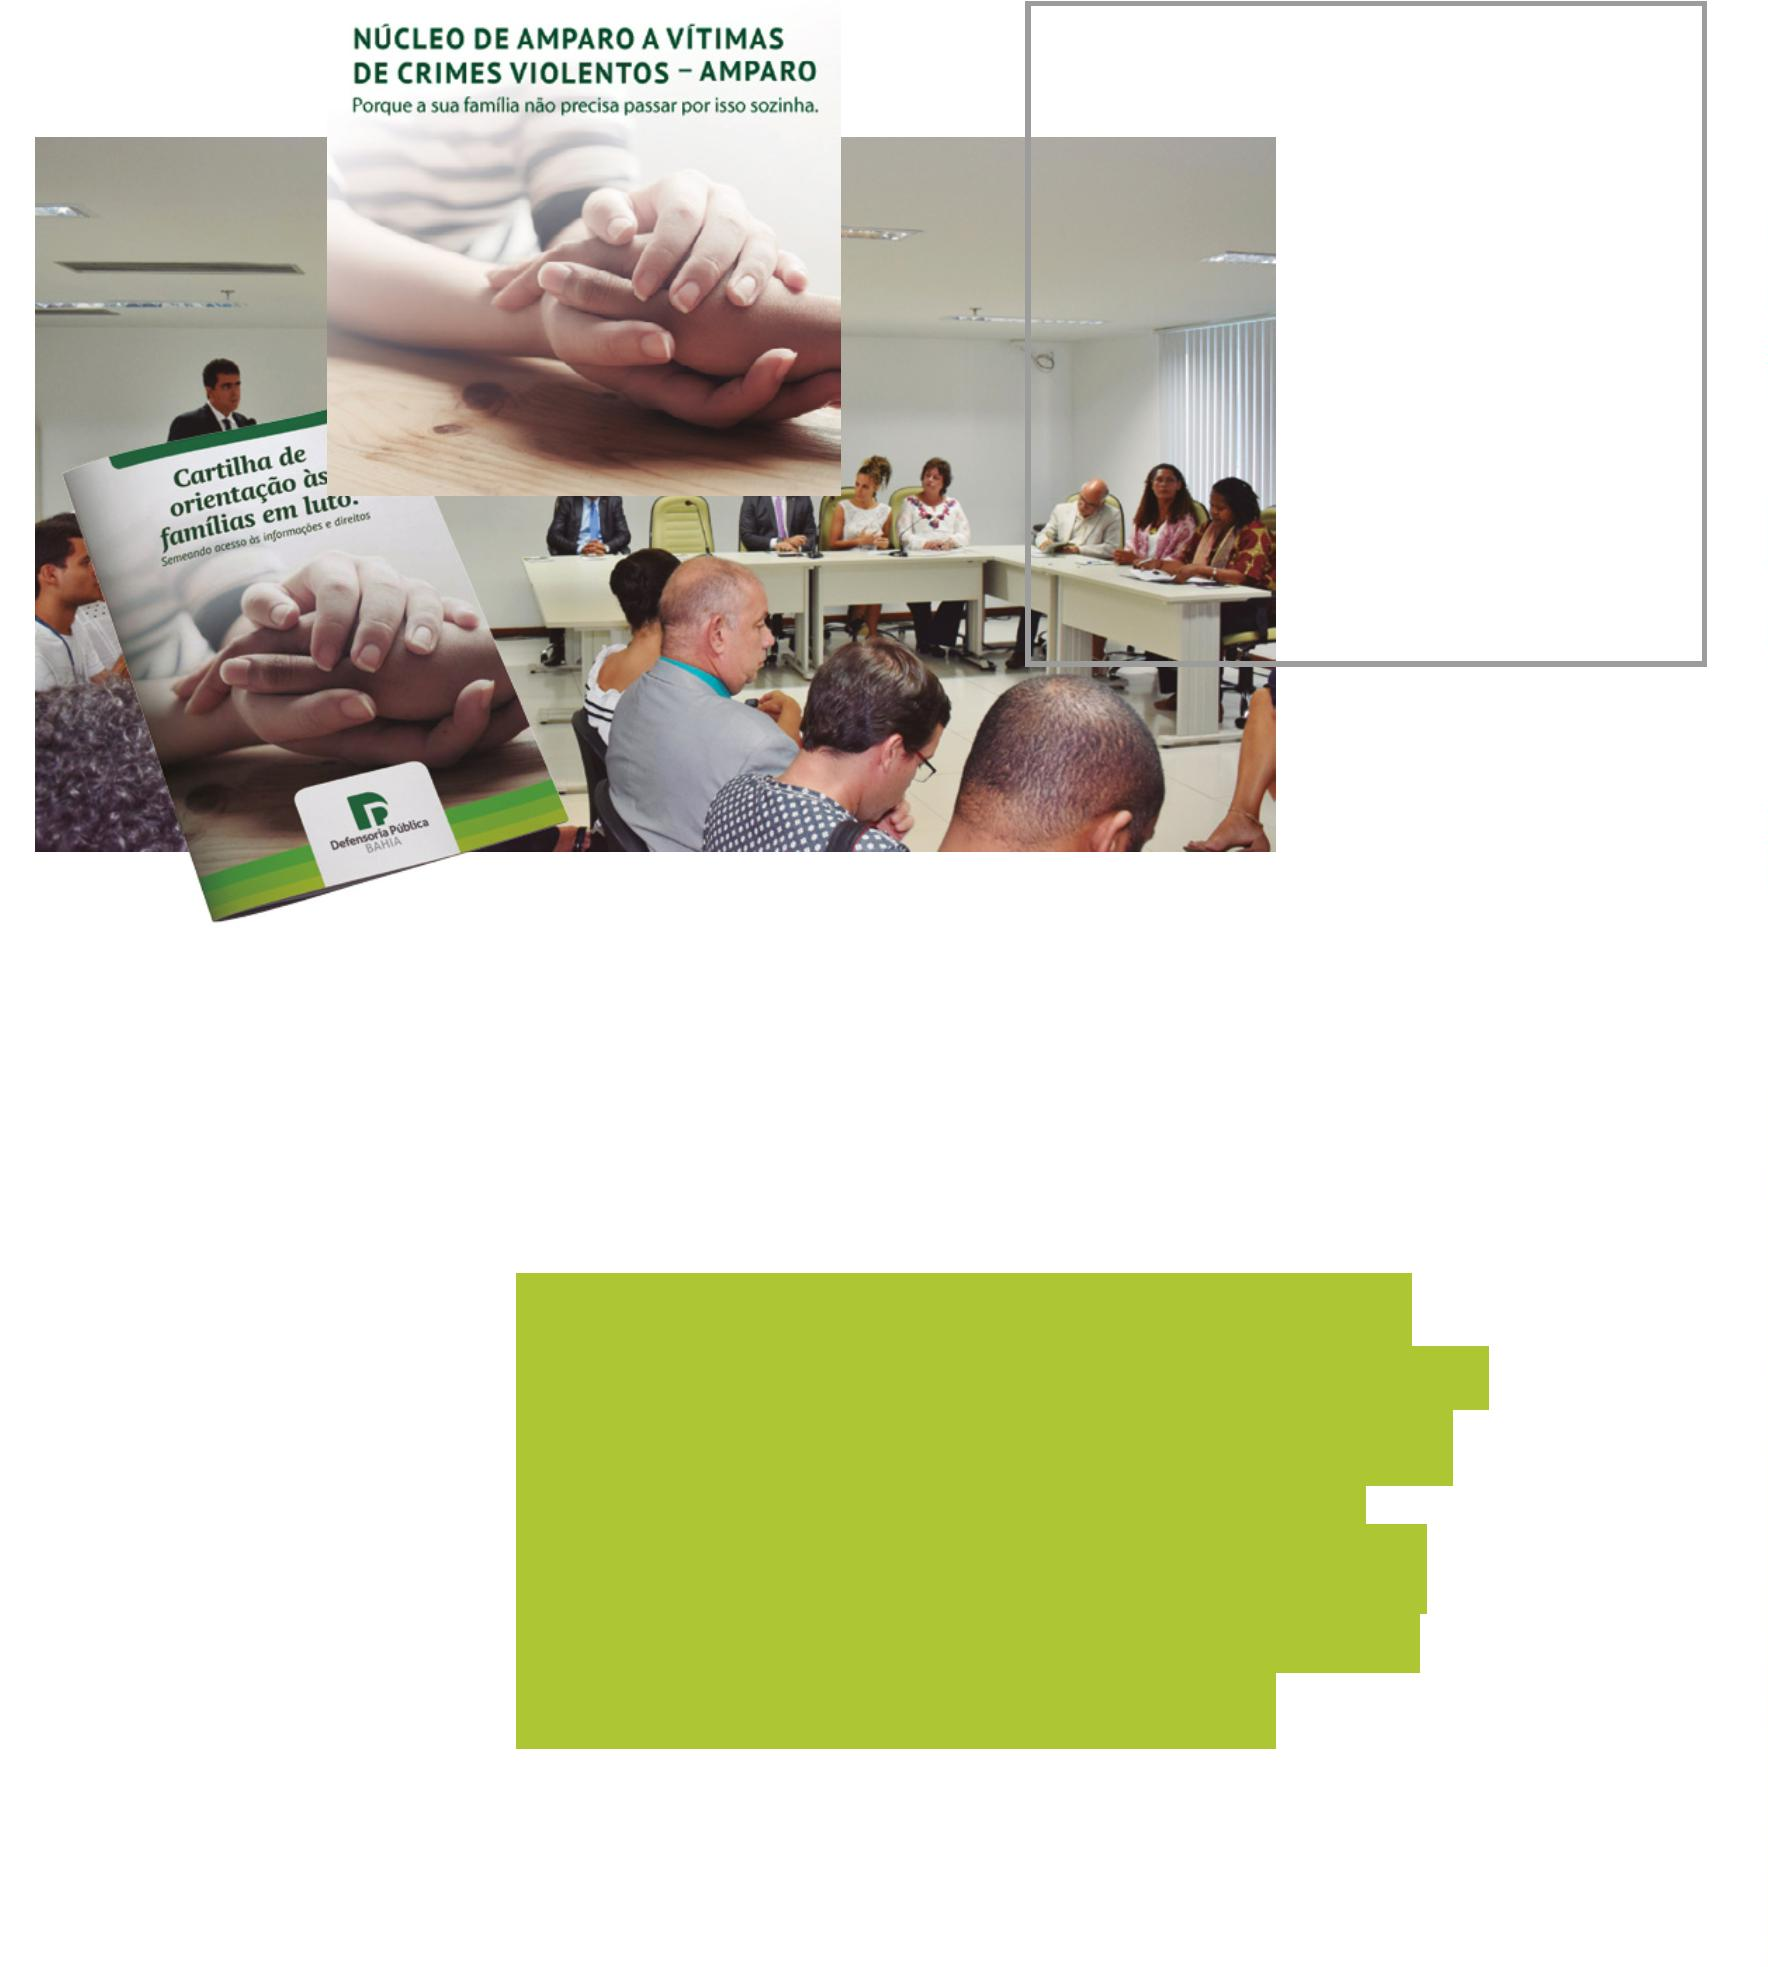 NÚCLEO DE AMPARO A VÍTIMAS
DE CRIMES VIOLENTOS – AMPARO
Porque a sua família não precisa passar por isso sozinha.
Cartilha de
orientação às
famílias em luto.
Semeando acesso às informações e direitos
Defensoria Pública
BAHIA